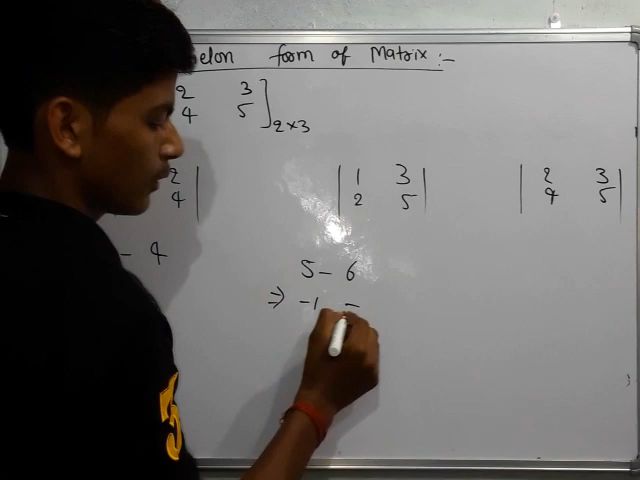 elon form of Matrix :-
2 3
4 5 ] 2×3
2 | | 1 3 | | 2 3 |
4 | | 2 5 | | 4 5 |
- 4 5 - 6
⇒ -1 -
3